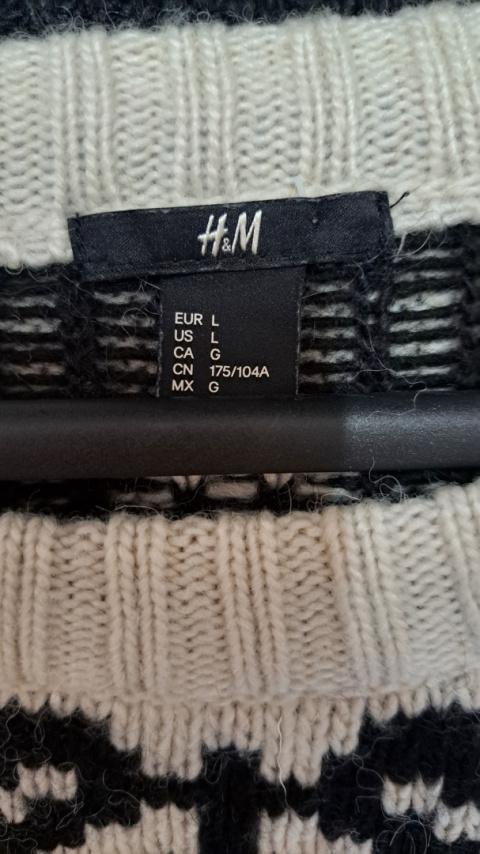 H&M
EUR L
US L
CA G
CN 175/104A
MX G